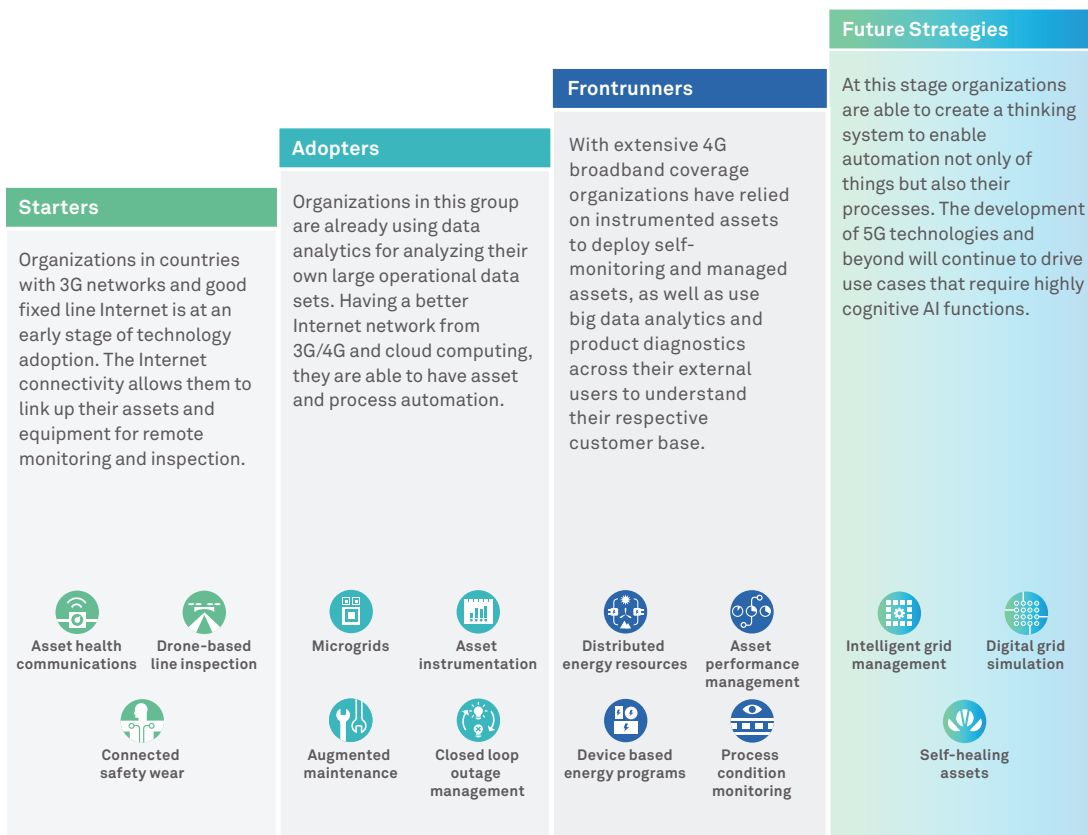 Starters
Organizations in countries
with 3G networks and good
fixed line Internet is at an
early stage of technology
adoption. The Internet
connectivity allows them to
link up their assets and
equipment for remote
monitoring and inspection.
Asset health
communications
Drone-based
line inspection
Connected
safety wear
Adopters
Organizations in this group
are already using data
analytics for analyzing their
own large operational data
sets. Having a better
Internet network from
3G/4G and cloud computing,
they are able to have asset
and process automation.
Microgrids
Asset
instrumentation
Augmented
maintenance
Closed loop
outage
management
Frontrunners
With extensive 4G
broadband coverage
organizations have relied
on instrumented assets
to deploy self-
monitoring and managed
assets, as well as use
big data analytics and
product diagnostics
across their external
users to understand
their respective
customer base.
Distributed
energy resources
Asset
performance
management
Device based
energy programs
Process
condition
monitoring
Future Strategies
At this stage organizations
are able to create a thinking
system to enable
automation not only of
things but also their
processes. The development
of 5G technologies and
beyond will continue to drive
use cases that require highly
cognitive AI functions.
Intelligent grid
management
Digital grid
simulation
Self-healing
assets